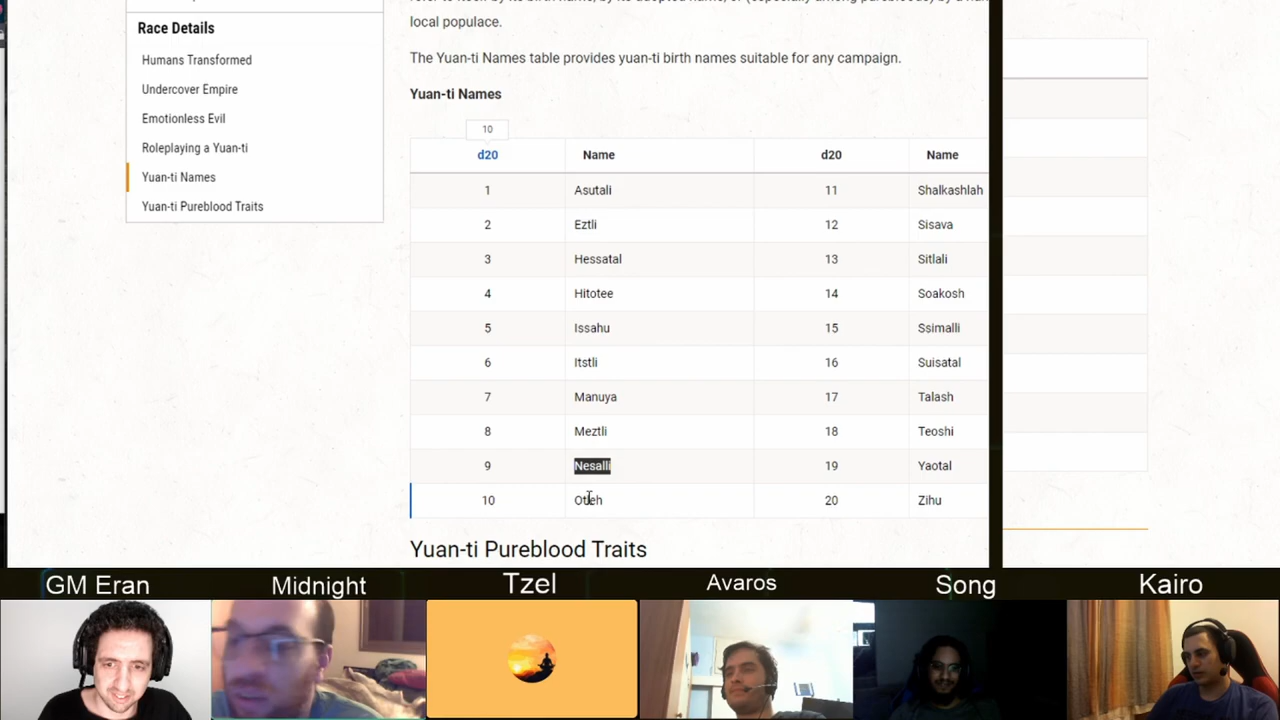 Race Details
Humans Transformed
Undercover Empire
Emotionless Evil
Roleplaying a Yuan-ti
Yuan-ti Names
Yuan-ti Pureblood Traits
local populace.
The Yuan-ti Names table provides yuan-ti birth names suitable for any campaign.
Yuan-ti Names
10
d20 Name d20 Name
1 Asutali 11 Shalkashlah
2 Eztli 12 Sisava
3 Hessatal 13 Sitlali
4 Hitotee 14 Soakosh
5 Issahu 15 Ssimalli
6 Itstli 16 Suisatal
7 Manuya 17 Talash
8 Meztli 18 Teoshi
9 Nesalli 19 Yaotal
10 20 Zihu
Yuan-ti Pureblood Traits
GM Eran Midnight Tzel Avaros Song Kairo